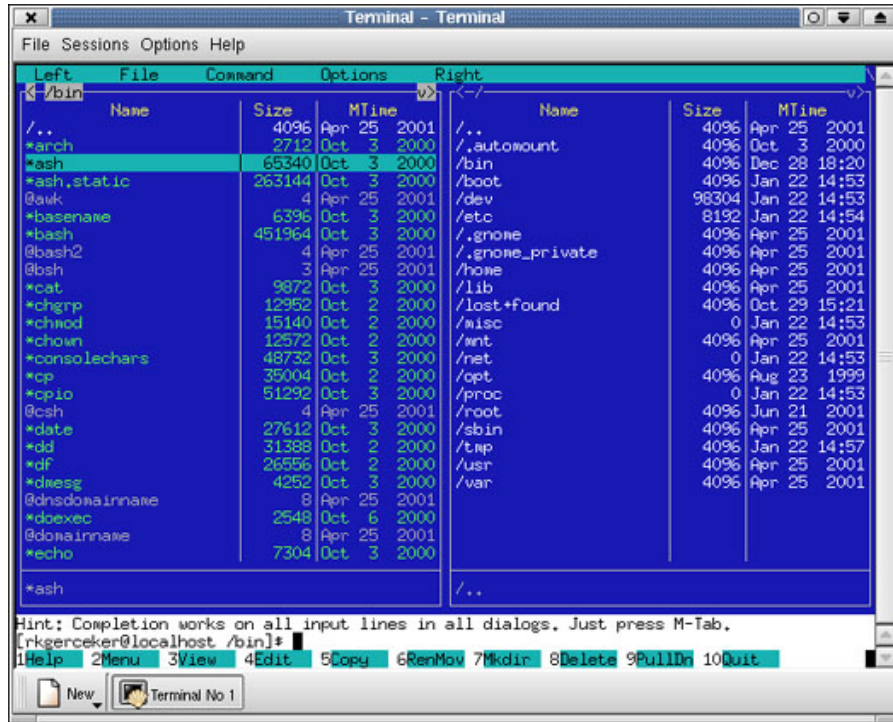 Terminal - Terminal
File Sessions Options Help
Left File Command Options Right
/bin
Name Size MTime
/.. 4096 Apr 25 2001
*arch 2712 Oct 3 2000
*ash 65340 Oct 3 2000
*ash.static 263144 Oct 3 2000
@awk 4 Apr 25 2001
*basename 6396 Oct 3 2000
*bash 451964 Oct 3 2000
@bash2 4 Apr 25 2001
@bsh 3 Apr 25 2001
*cat 9872 Oct 3 2000
*chgrp 12952 Oct 2 2000
*chmod 15140 Oct 2 2000
*chown 12572 Oct 2 2000
*consolechars 48732 Oct 3 2000
*cp 35004 Oct 2 2000
*cpio 51292 Oct 3 2000
@csh 4 Apr 25 2001
*date 27612 Oct 3 2000
*dd 31388 Oct 2 2000
*df 26556 Oct 2 2000
*dmesg 4252 Oct 3 2000
@dnsdomainname 8 Apr 25 2001
*doexec 2548 Oct 6 2000
@domainname 8 Apr 25 2001
*echo 7304 Oct 3 2000
*ash
<-/ v>
Name Size MTime
/.. 4096 Apr 25 2001
/.automount 4096 Oct 3 2000
/bin 4096 Dec 28 18:20
/boot 4096 Jan 22 14:53
/dev 98304 Jan 22 14:53
/etc 8192 Jan 22 14:54
/.gnome 4096 Apr 25 2001
/.gnome_private 4096 Apr 25 2001
/home 4096 Apr 25 2001
/lib 4096 Apr 25 2001
/lost+found 4096 Oct 29 15:21
/misc 0 Jan 22 14:53
/mnt 4096 Apr 25 2001
/net 0 Jan 22 14:53
/opt 4096 Aug 23 1999
/proc 0 Jan 22 14:53
/root 4096 Jun 21 2001
/sbin 4096 Apr 25 2001
/tmp 4096 Jan 22 14:57
/usr 4096 Apr 25 2001
/var 4096 Apr 25 2001
/..
Hint: Completion works on all input lines in all dialogs. Just press M-Tab.
[rkgerceker@localhost /bin]$
1Help 2Menu 3View 4Edit 5Copy 6RenMov 7Mkdir 8Delete 9PullDn 10Quit
New Terminal No 1